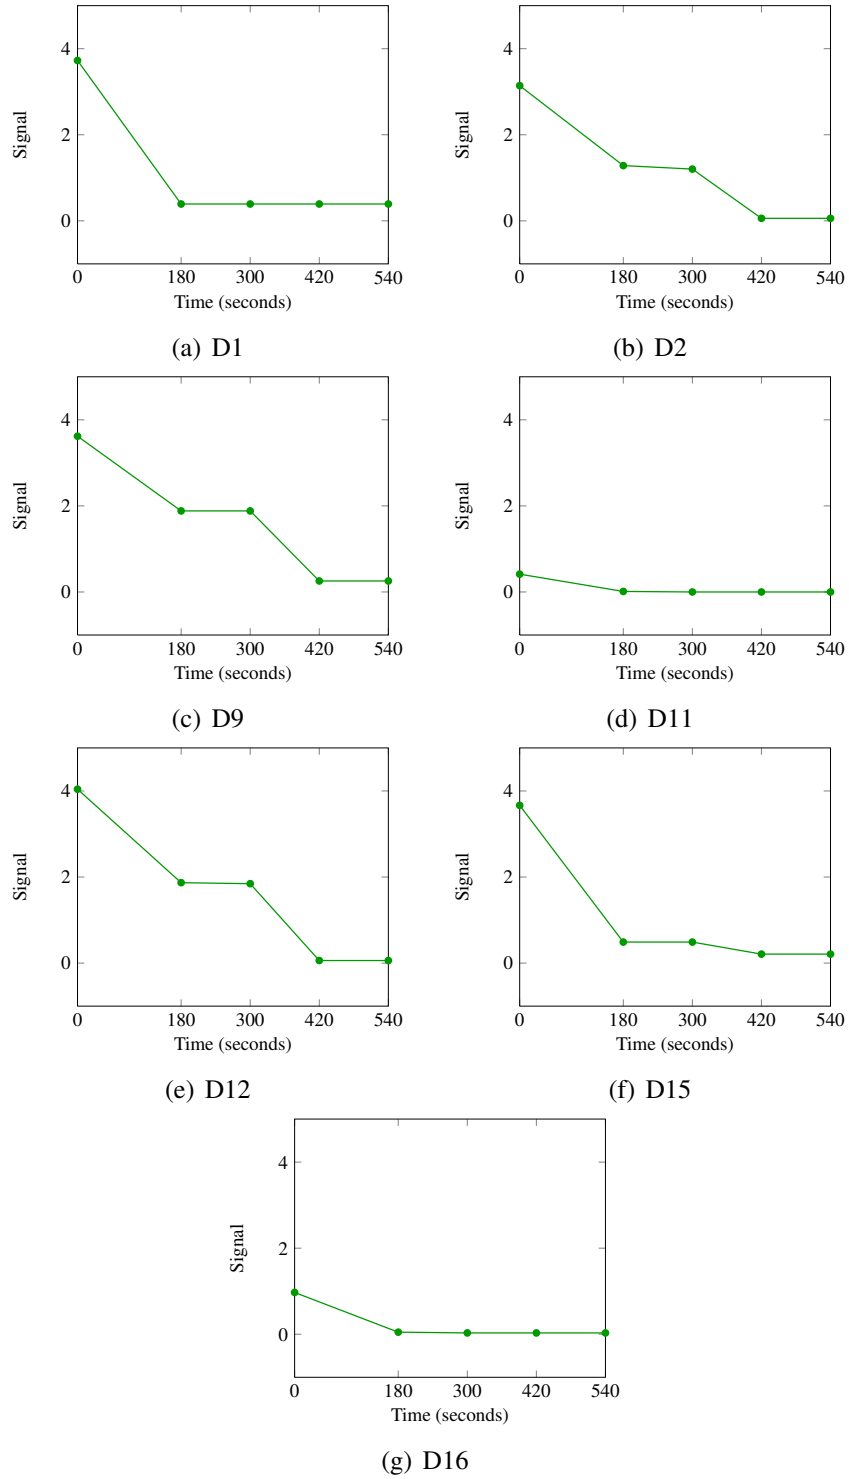 4
2
0
Signal
0 180 300 420 540
Time (seconds)
(a) D1
4
2
0
Signal
0 180 300 420 540
Time (seconds)
(b) D2
4
2
0
Signal
0 180 300 420 540
Time (seconds)
(c) D9
4
2
0
Signal
0 180 300 420 540
Time (seconds)
(d) D11
4
2
0
Signal
0 180 300 420 540
Time (seconds)
(e) D12
4
2
0
Signal
0 180 300 420 540
Time (seconds)
(f) D15
4
2
0
Signal
0 180 300 420 540
Time (seconds)
(g) D16